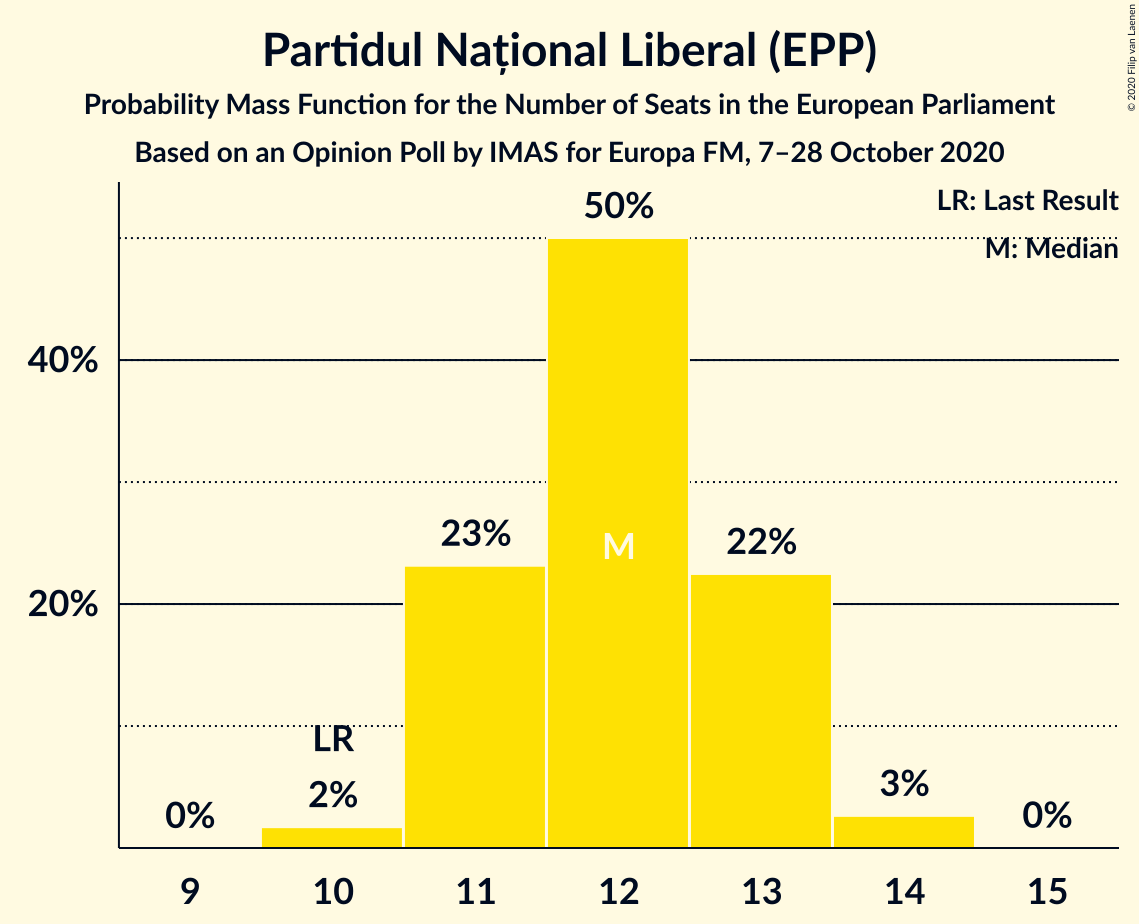 Partidul Național Liberal (EPP)
Probability Mass Function for the Number of Seats in the European Parliament
Based on an Opinion Poll by IMAS for Europa FM, 7–28 October 2020
© 2020 Filip van Laenen
LR: Last Result
M: Median
50%
40%
23%
M
22%
20%
LR
0%
2%
3%
0%
9 10 11 12 13 14 15